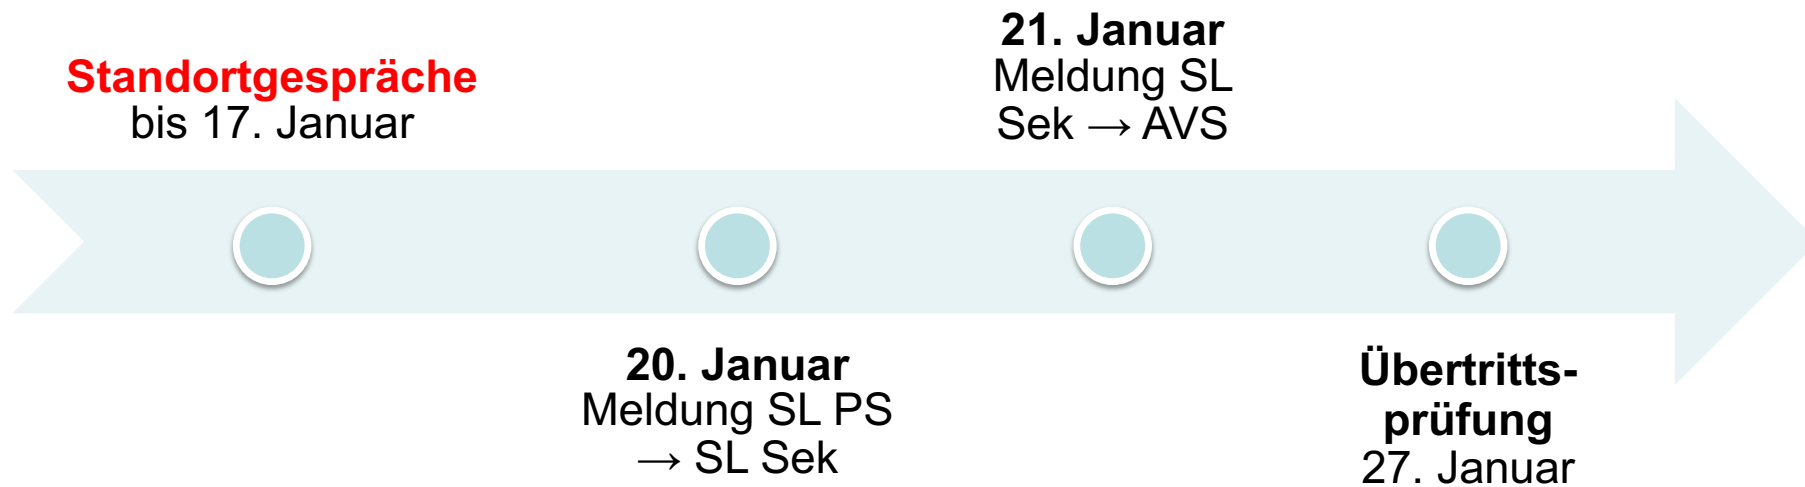 Standortgespräche
bis 17. Januar
20. Januar
Meldung SL PS
→ SL Sek
21. Januar
Meldung SL
Sek → AVS
Übertritts-
prüfung
27. Januar